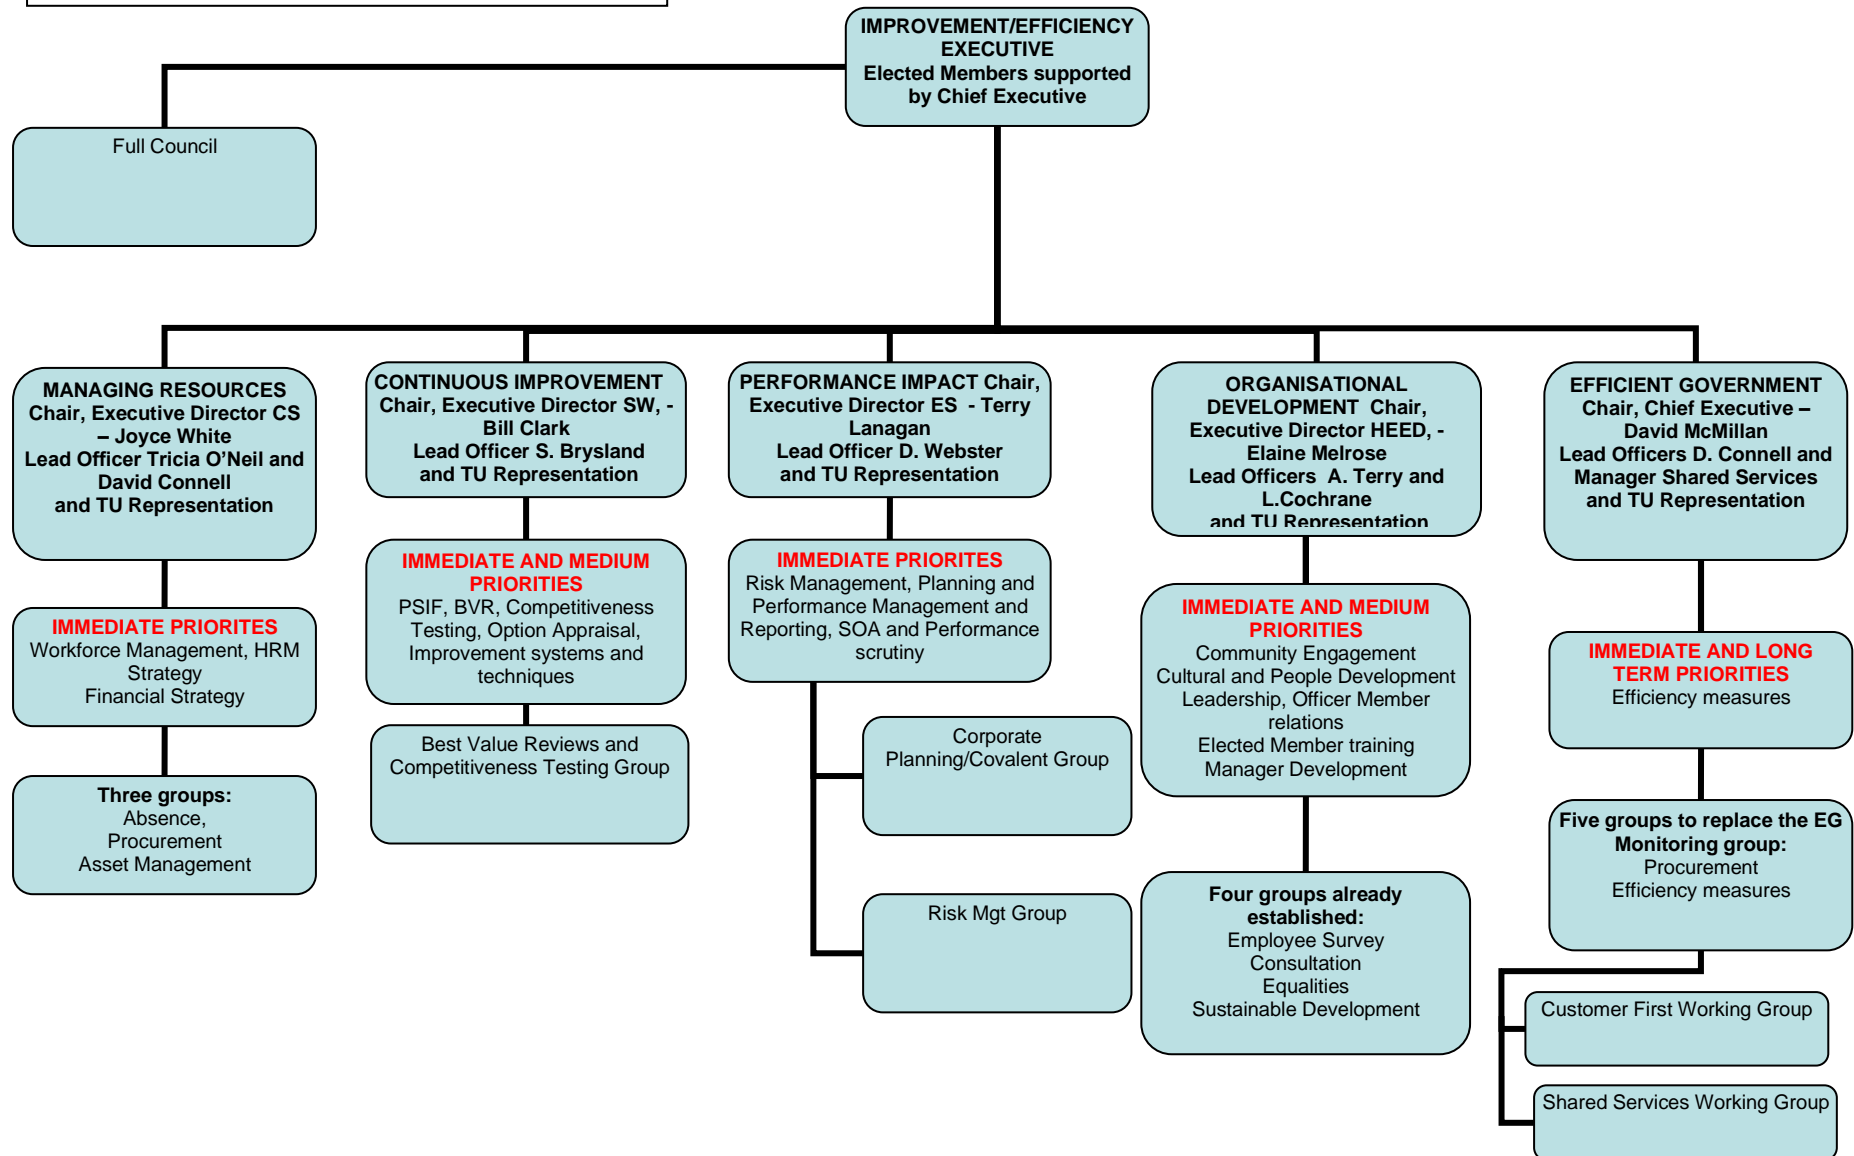 IMPROVEMENT/EFFICIENCY
EXECUTIVE
Elected Members supported
by Chief Executive
Full Council
MANAGING RESOURCES
Chair, Executive Director CS
– Joyce White
Lead Officer Tricia O’Neil and
David Connell
and TU Representation
IMMEDIATE PRIORITES
Workforce Management, HRM
Strategy
Financial Strategy
Three groups:
Absence,
Procurement
Asset Management
CONTINUOUS IMPROVEMENT
Chair, Executive Director SW, -
Bill Clark
Lead Officer S. Brysland
and TU Representation
IMMEDIATE AND MEDIUM
PRIORITIES
PSIF, BVR, Competitiveness
Testing, Option Appraisal,
Improvement systems and
techniques
Best Value Reviews and
Competitiveness Testing Group
PERFORMANCE IMPACT Chair,
Executive Director ES - Terry
Lanagan
Lead Officer D. Webster
and TU Representation
IMMEDIATE PRIORITES
Risk Management, Planning and
Performance Management and
Reporting, SOA and Performance
scrutiny
Corporate
Planning/Covalent Group
Risk Mgt Group
ORGANISATIONAL
DEVELOPMENT Chair,
Executive Director HEED, -
Elaine Melrose
Lead Officers A. Terry and
L.Cochrane
and TU Representation
IMMEDIATE AND MEDIUM
PRIORITIES
Community Engagement
Cultural and People Development
Leadership, Officer Member
relations
Elected Member training
Manager Development
Four groups already
established:
Employee Survey
Consultation
Equalities
Sustainable Development
EFFICIENT GOVERNMENT
Chair, Chief Executive –
David McMillan
Lead Officers D. Connell and
Manager Shared Services
and TU Representation
IMMEDIATE AND LONG
TERM PRIORITIES
Efficiency measures
Five groups to replace the EG
Monitoring group:
Procurement
Efficiency measures
Customer First Working Group
Shared Services Working Group